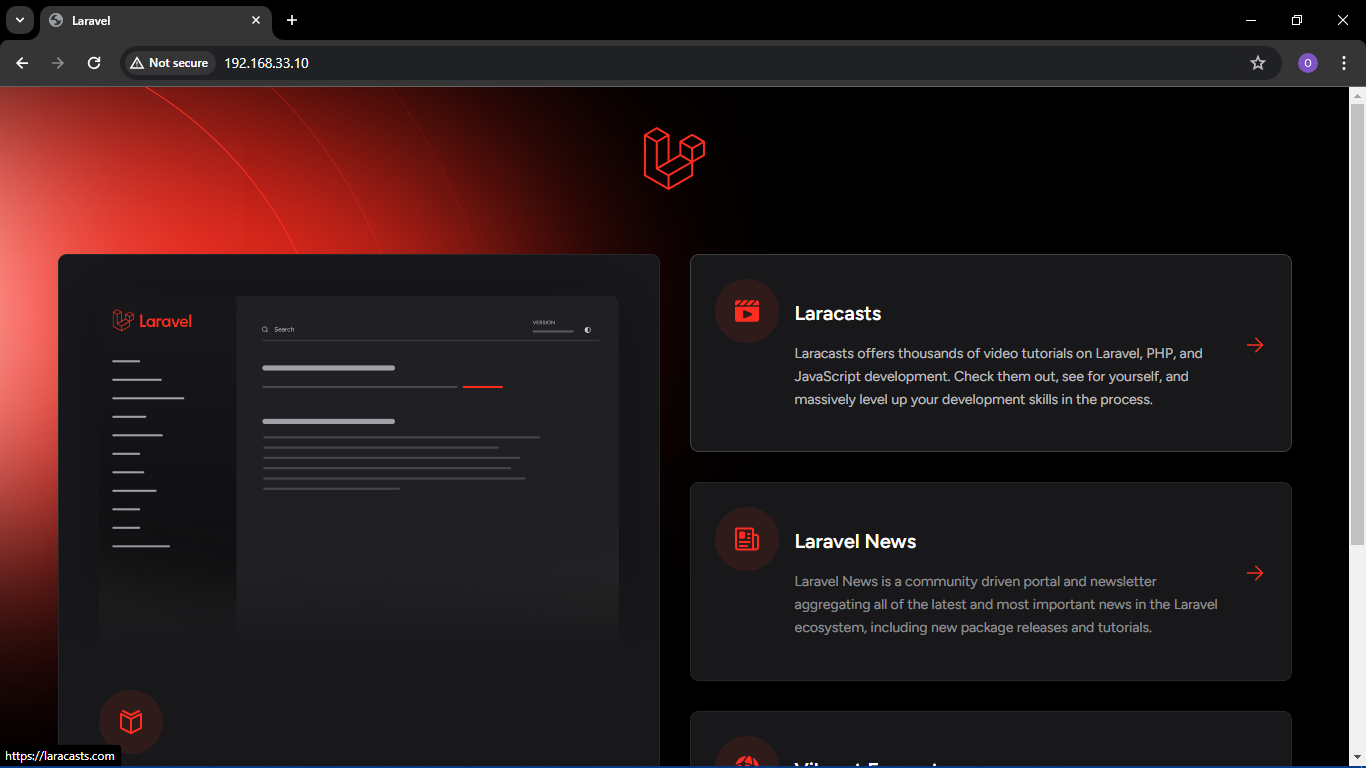 Laravel
Not secure
192.168.33.10
0
Laravel
Search
VERSION
Laracasts
Laracasts offers thousands of video tutorials on Laravel, PHP, and
JavaScript development. Check them out, see for yourself, and
massively level up your development skills in the process.
Laravel News
Laravel News is a community driven portal and newsletter
aggregating all of the latest and most important news in the Laravel
ecosystem, including new package releases and tutorials.
https://laracasts.com